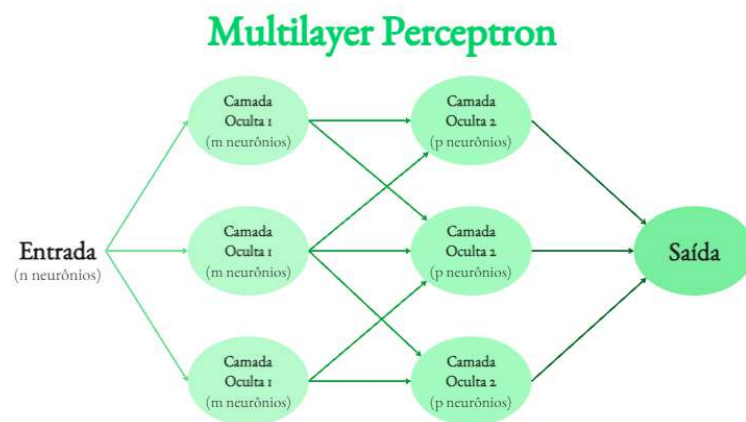 Multilayer Perceptron
Camada
Oculta 1
(m neurônios)
Camada
Oculta 2
(p neurônios)
Entrada
(n neurônios)
Camada
Oculta 1
(m neurônios)
Camada
Oculta 2
(p neurônios)
Saída
Camada
Oculta 1
(m neurônios)
Camada
Oculta 2
(p neurônios)